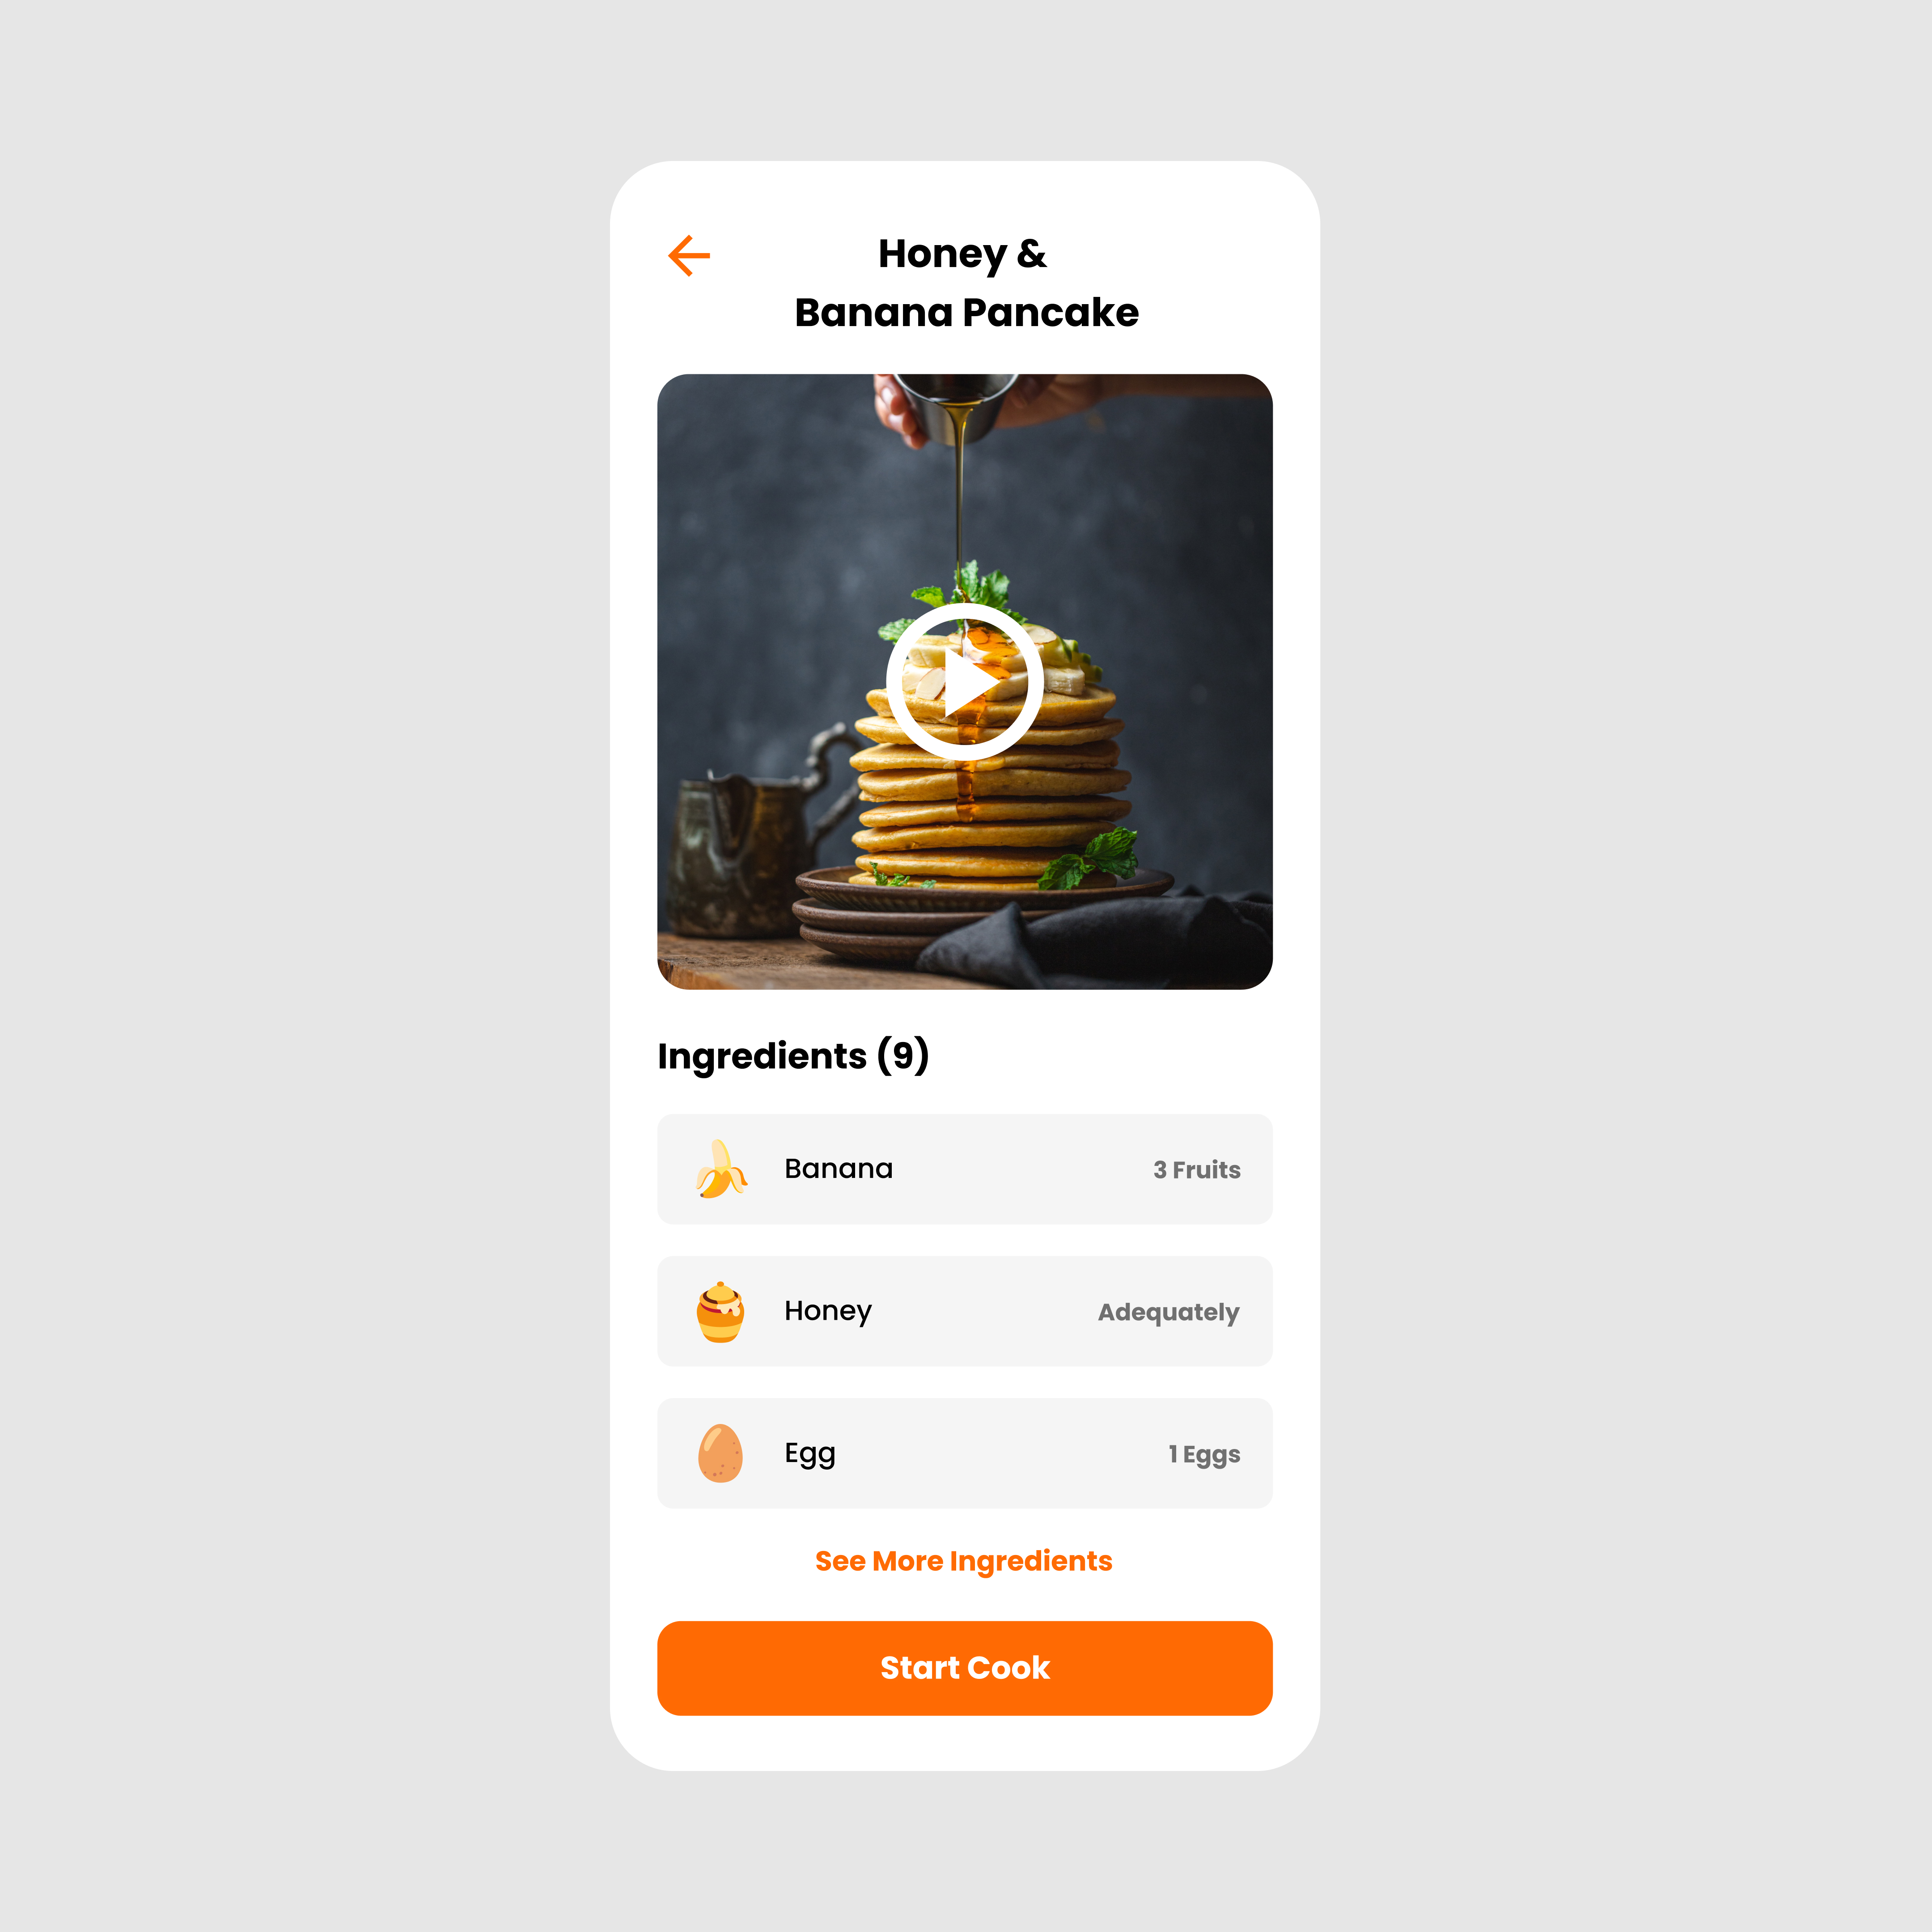 Honey &
Banana Pancake
Ingredients (9)
Banana
3 Fruits
Honey
Adequately
Egg
1 Eggs
See More Ingredients
Start Cook